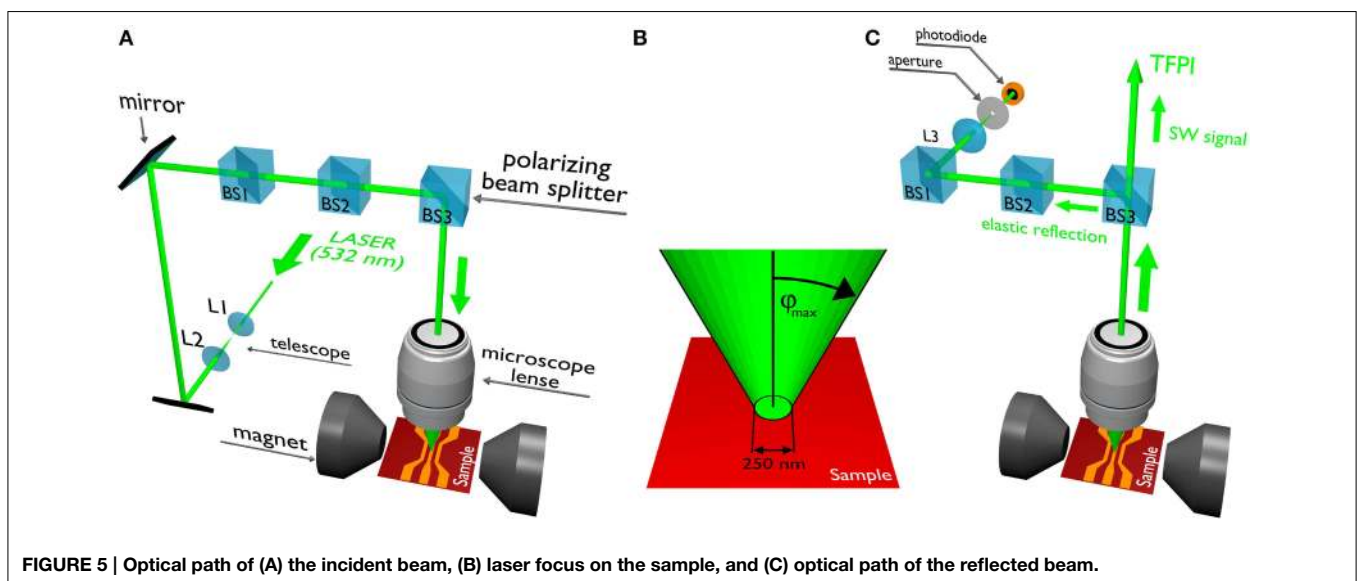 A
mirror
BS1
BS2
BS3
polarizing
beam splitter
LASER
(532 nm)
L1
L2
telescope
microscope
lense
magnet
Sample
B
φmax
250 nm
Sample
C
photodiode
aperture
L3
TFPI
SW signal
BS1
BS2
BS3
elastic reflection
Sample
FIGURE 5 | Optical path of (A) the incident beam, (B) laser focus on the sample, and (C) optical path of the reflected beam.